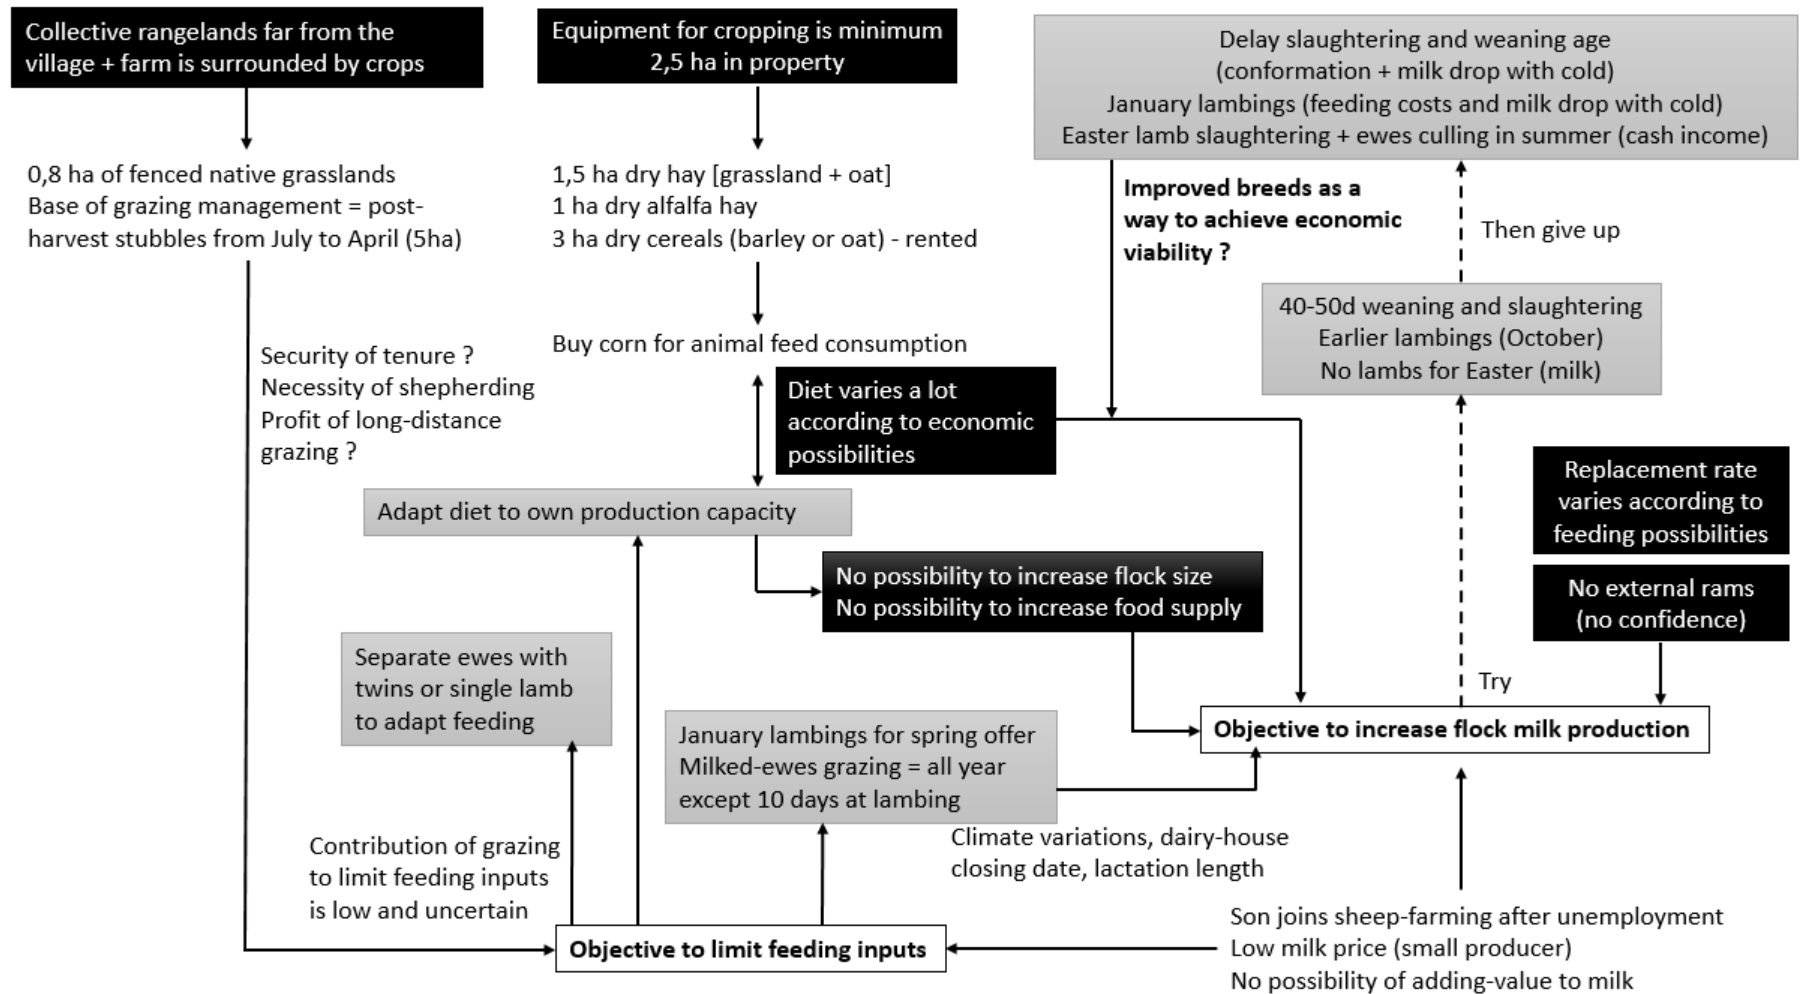 Collective rangelands far from the
village + farm is surrounded by crops
Equipment for cropping is minimum
2,5 ha in property
Delay slaughtering and weaning age
(conformation + milk drop with cold)
January lambings (feeding costs and milk drop with cold)
Easter lamb slaughtering + ewes culling in summer (cash income)
0,8 ha of fenced native grasslands
Base of grazing management = post-
harvest stubbles from July to April (5ha)
1,5 ha dry hay [grassland + oat]
1 ha dry alfalfa hay
3 ha dry cereals (barley or oat) - rented
Improved breeds as a
way to achieve economic
viability ?
Then give up
40-50d weaning and slaughtering
Earlier lambings (October)
No lambs for Easter (milk)
Security of tenure ?
Necessity of shepherding
Profit of long-distance
grazing ?
Buy corn for animal feed consumption
Diet varies a lot
according to economic
possibilities
Replacement rate
varies according to
feeding possibilities
Adapt diet to own production capacity
No possibility to increase flock size
No possibility to increase food supply
No external rams
(no confidence)
Separate ewes with
twins or single lamb
to adapt feeding
Try
January lambings for spring offer
Milked-ewes grazing = all year
except 10 days at lambing
Objective to increase flock milk production
Contribution of grazing
to limit feeding inputs
is low and uncertain
Climate variations, dairy-house
closing date, lactation length
Objective to limit feeding inputs
Son joins sheep-farming after unemployment
Low milk price (small producer)
No possibility of adding-value to milk